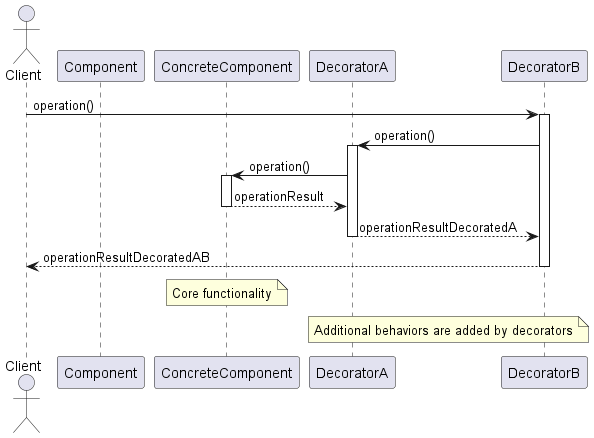 Client
Component
ConcreteComponent
DecoratorA
DecoratorB
operation()
operation()
operation()
operationResult
operationResultDecoratedA
operationResultDecoratedAB
Core functionality
Additional behaviors are added by decorators
Client
Component
ConcreteComponent
DecoratorA
DecoratorB